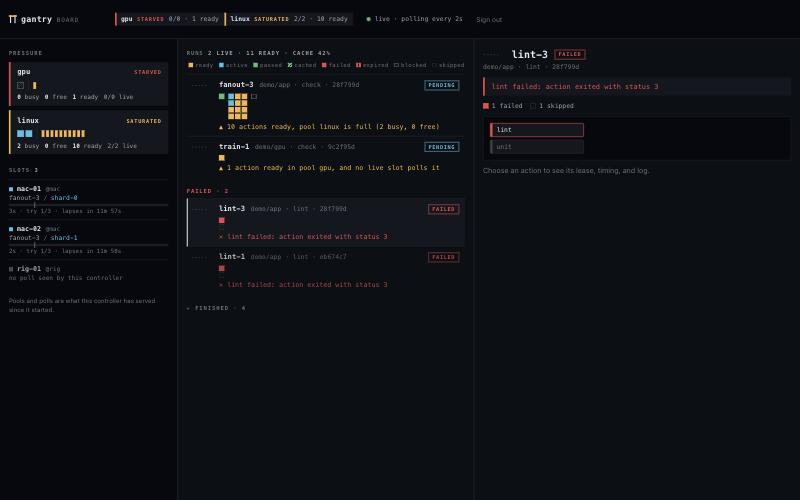 gantry BOARD
gpu STARVED 0/0 · 1 ready
linux SATURATED 2/2 · 10 ready
live · polling every 2s
Sign out
PRESSURE
gpu STARVED
0 busy 0 free 1 ready 0/0 live
linux SATURATED
2 busy 0 free 10 ready 2/2 live
SLOTS 3
mac-01 @mac
fanout-3 / shard-0
3s · try 1/3 · lapses in 11m 57s
mac-02 @mac
fanout-3 / shard-1
2s · try 1/3 · lapses in 11m 58s
rig-01 @rig
no poll seen by this controller
Pools and polls are what this controller has served
since it started.
RUNS 2 LIVE · 11 READY · CACHE 42%
ready active passed cached failed expired blocked skipped
fanout-3 demo/app · check · 28f799d PENDING
▲ 10 actions ready, pool linux is full (2 busy, 0 free)
train-1 demo/gpu · check · 9c2f95d PENDING
▲ 1 action ready in pool gpu, and no live slot polls it
FAILED · 2
lint-3 demo/app · lint · 28f799d FAILED
× lint failed: action exited with status 3
lint-1 demo/app · lint · eb674c7 FAILED
× lint failed: action exited with status 3
▸ FINISHED · 4
lint-3 FAILED
demo/app · lint · 28f799d
lint failed: action exited with status 3
1 failed 1 skipped
lint
unit
Choose an action to see its lease, timing, and log.